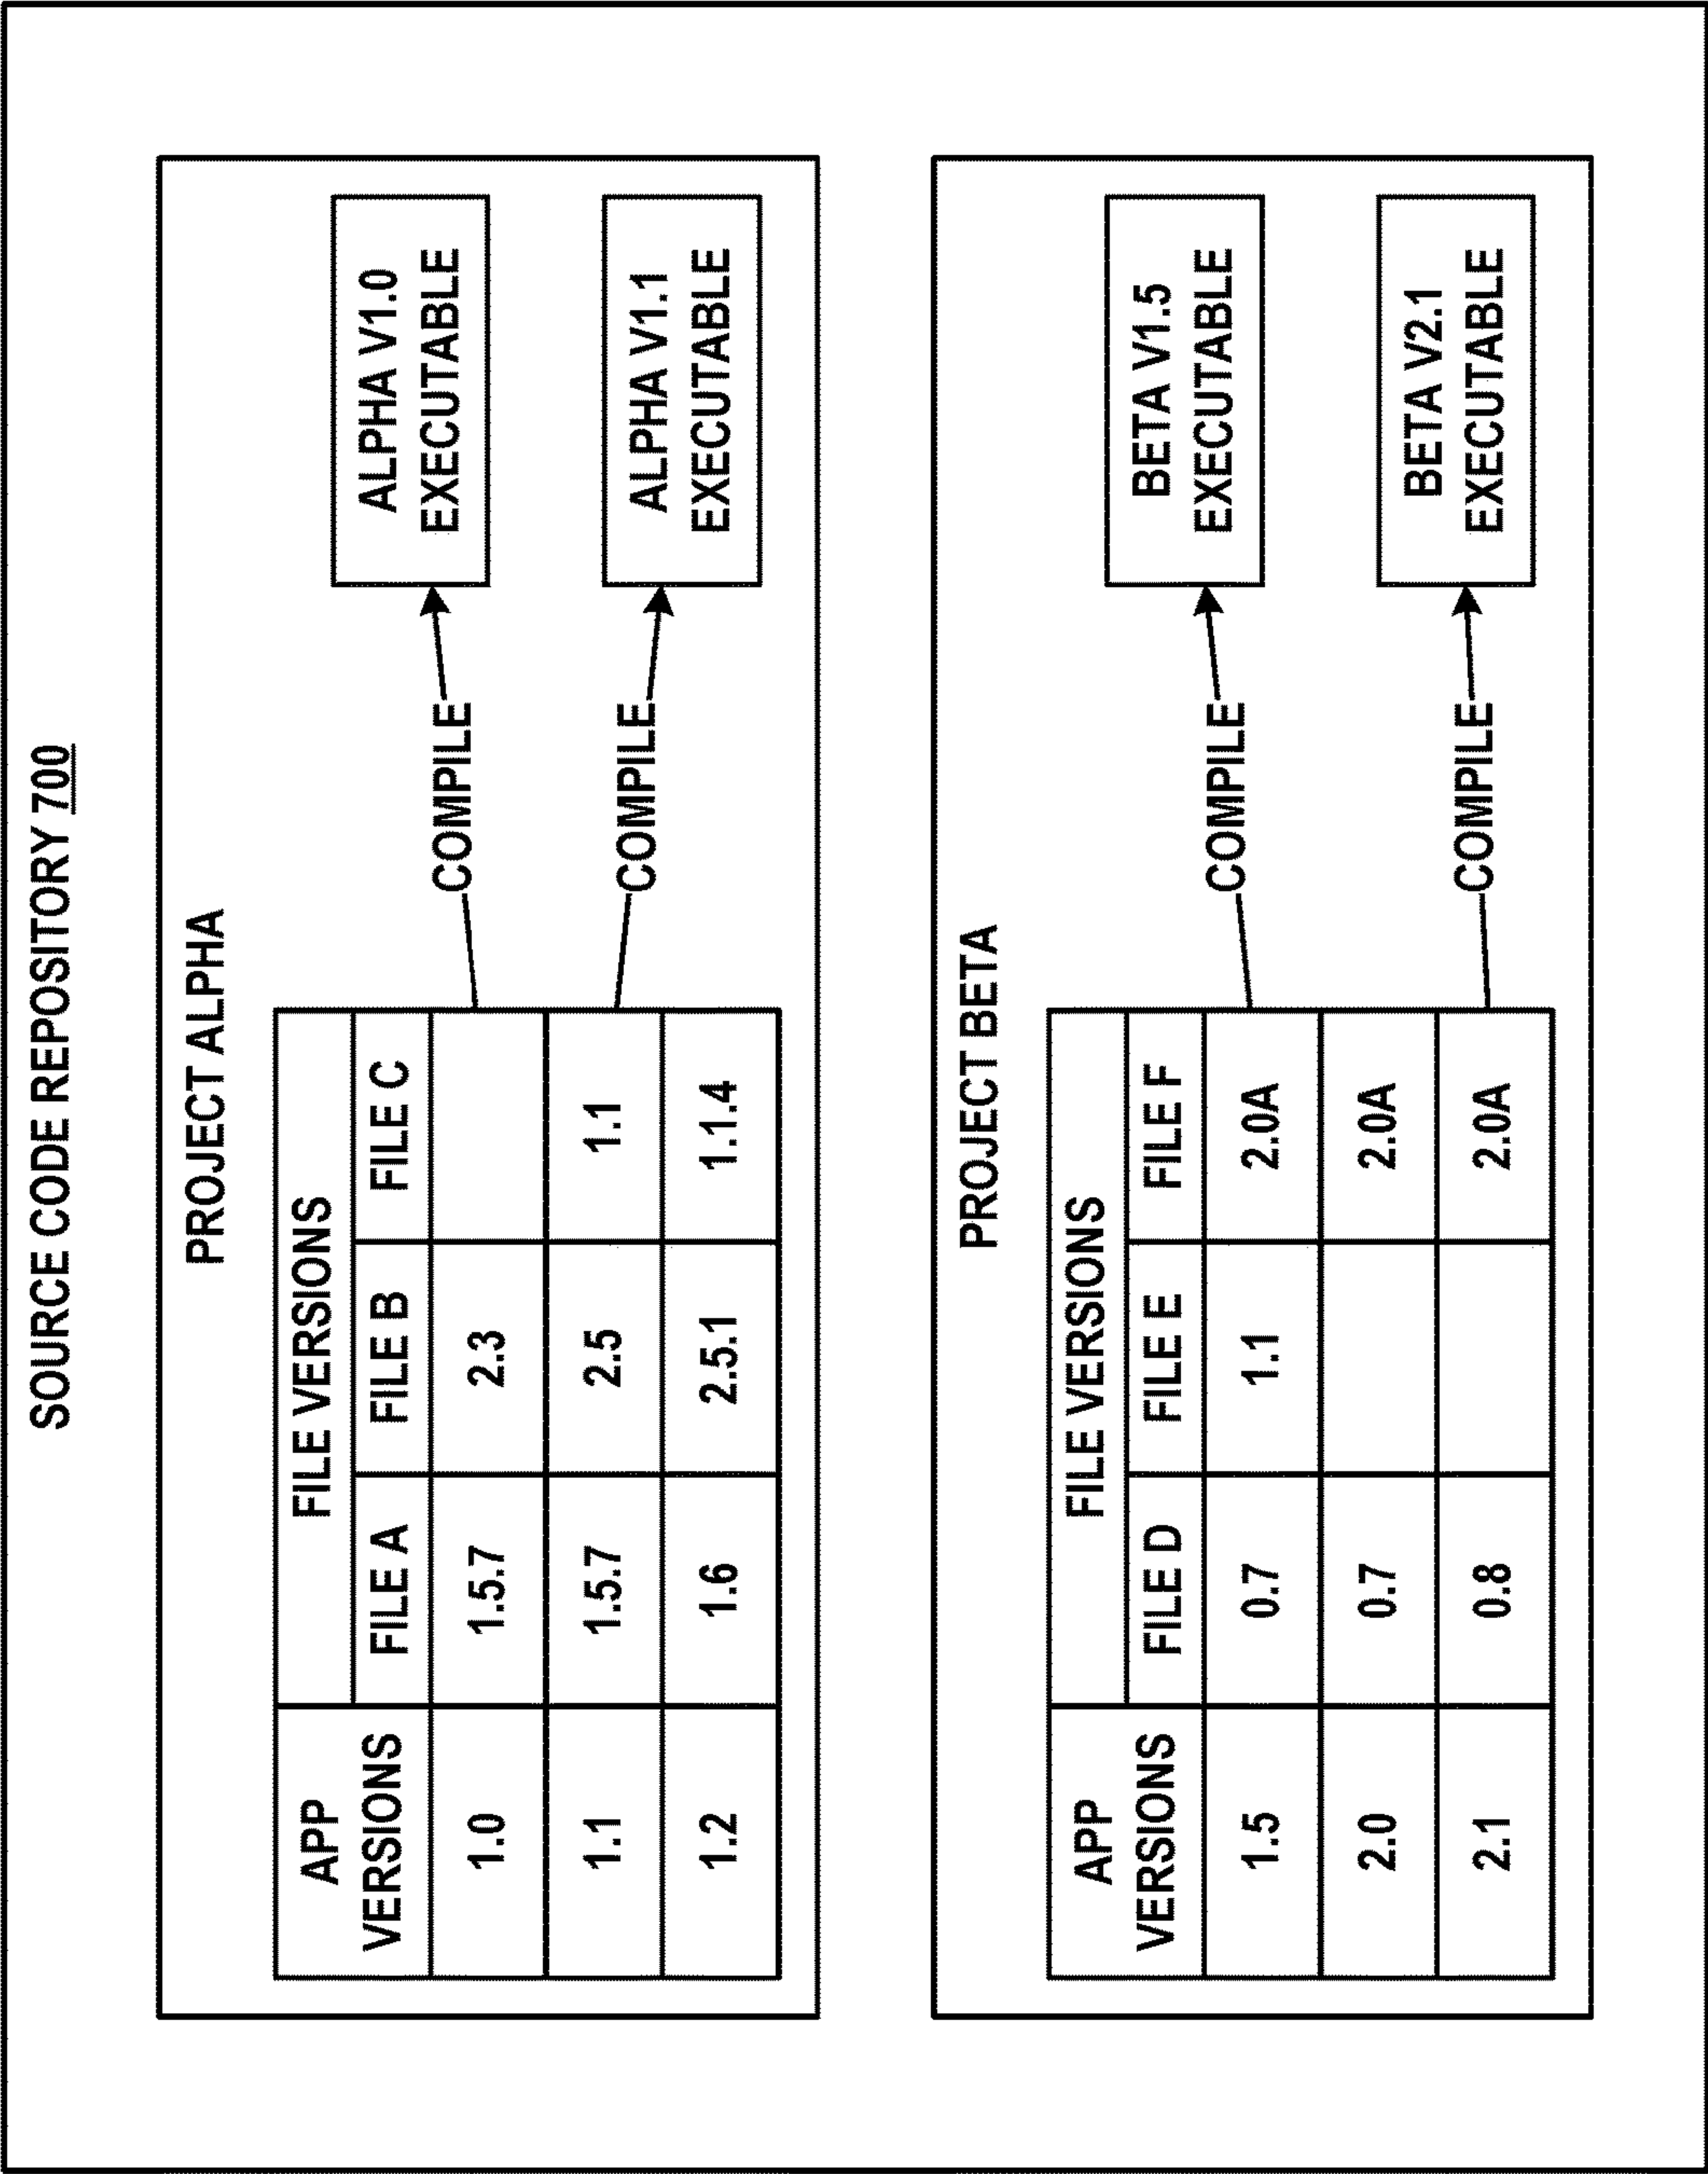 SOURCE CODE REPOSITORY 700
PROJECT ALPHA
APP VERSIONS FILE VERSIONS
FILE A FILE B FILE C
1.0 1.5.7 2.3
1.1 1.5.7 2.5 1.1
1.2 1.6 2.5.1 1.1.4
COMPILE
ALPHA V1.0
EXECUTABLE
COMPILE
ALPHA V1.1
EXECUTABLE
PROJECT BETA
APP VERSIONS FILE VERSIONS
FILE D FILE E FILE F
1.5 0.7 1.1 2.0A
2.0 0.7 2.0A
2.1 0.8 2.0A
COMPILE
BETA V1.5
EXECUTABLE
COMPILE
BETA V2.1
EXECUTABLE